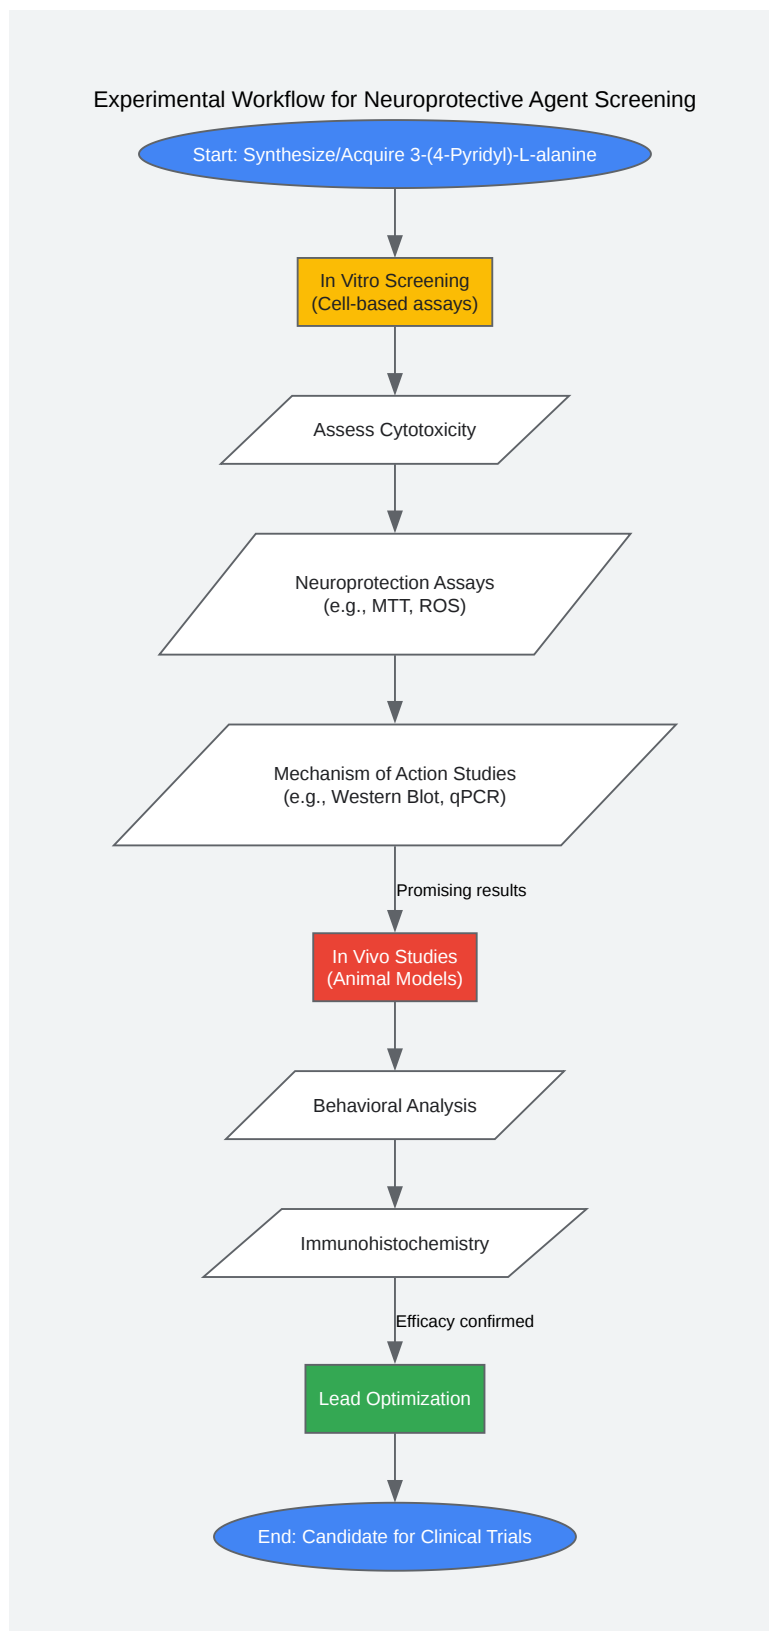 Experimental Workflow for Neuroprotective Agent Screening
Start: Synthesize/Acquire 3-(4-Pyridyl)-L-alanine
In Vitro Screening
(Cell-based assays)
Assess Cytotoxicity
Neuroprotection Assays
(e.g., MTT, ROS)
Mechanism of Action Studies
(e.g., Western Blot, qPCR)
Promising results
In Vivo Studies
(Animal Models)
Behavioral Analysis
Immunohistochemistry
Efficacy confirmed
Lead Optimization
End: Candidate for Clinical Trials